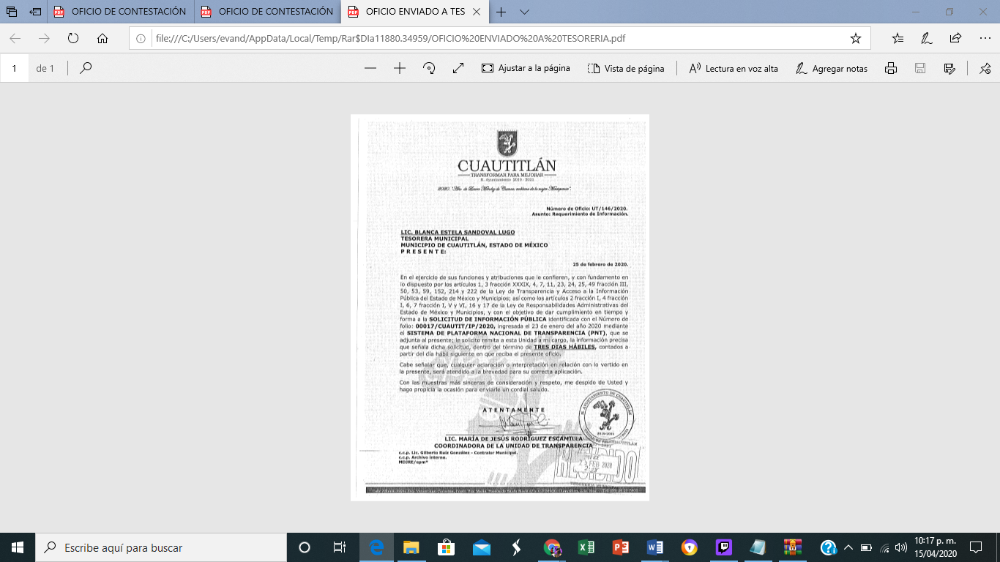 OFICIO DE CONTESTACIÓN
OFICIO DE CONTESTACIÓN
OFICIO ENVIADO A TES
file:///C:/Users/evand/AppData/Local/Temp/Rar$DIa11880.34959/OFICIO%20ENVIADO%20A%20TESORERIA.pdf
1 de 1
Ajustar a la página
Vista de página
Lectura en voz alta
Agregar notas
CUAUTITLÁN
TRANSFORMAR PARA MEJORAR
H. Ayuntamiento 2019 - 2021
2020. "Año de Laura Méndez de Cuenca; emblema de la mujer Mexiquense".
Número de Oficio: UT/146/2020.
Asunto: Requerimiento de Información.
LIC. BLANCA ESTELA SANDOVAL LUGO
TESORERA MUNICIPAL
MUNICIPIO DE CUAUTITLÁN, ESTADO DE MÉXICO
P R E S E N T E:
25 de febrero de 2020.
En el ejercicio de sus funciones y atribuciones que le confieren, y con fundamento en
lo dispuesto por los artículos 1, 3 fracción XXXIX, 4, 7, 11, 23, 24, 25, 49 fracción III,
50, 53, 59, 152, 214 y 222 de la Ley de Transparencia y Acceso a la Información
Pública del Estado de México y Municipios; así como los artículos 2 fracción I, 4 fracción
I, 6, 7 fracción I, V y VI, 16 y 17 de la Ley de Responsabilidades Administrativas del
Estado de México y Municipios, y con el objetivo de dar cumplimiento en tiempo y
forma a la SOLICITUD DE INFORMACIÓN PÚBLICA identificada con el Número de
folio: 00017/CUAUTIT/IP/2020, ingresada el 23 de enero del año 2020 mediante
el SISTEMA DE PLATAFORMA NACIONAL DE TRANSPARENCIA (PNT), que se
adjunta al presente; le solicito remita a esta Unidad a mi cargo, la información precisa
que señala dicha solicitud, dentro del término de TRES DIAS HÁBILES, contados a
partir del día hábil siguiente en que reciba el presente oficio.
Cabe señalar que, cualquier aclaración o interpretación en relación con lo vertido en
la presente, será atendido a la brevedad para su correcta aplicación.
Con las muestras más sinceras de consideración y respeto, me despido de Usted y
hago propicia la ocasión para enviarle un cordial saludo.
A T E N T A M E N T E
H. AYUNTAMIENTO DE CUAUTITLÁN
2019-2021
LIC. MARÍA DE JESÚS RODRÍGUEZ ESCAMILLA
COORDINADORA DE LA UNIDAD DE TRANSPARENCIA
c.c.p. Lic. Gilberto Ruiz González - Contralor Municipal.
c.c.p. Archivo Interno.
MDJRE/epm*
RECIBIDO
FEB 2020
Escribe aquí para buscar
10:17 p. m.
15/04/2020